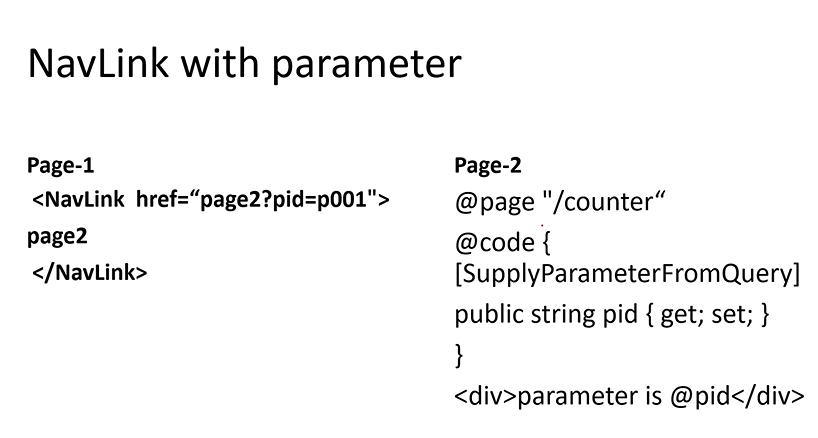 NavLink with parameter
Page-1
<NavLink href=“page2?pid=p001">
page2
</NavLink>
Page-2
@page "/counter“
@code {
[SupplyParameterFromQuery]
public string pid { get; set; }
}
<div>parameter is @pid</div>